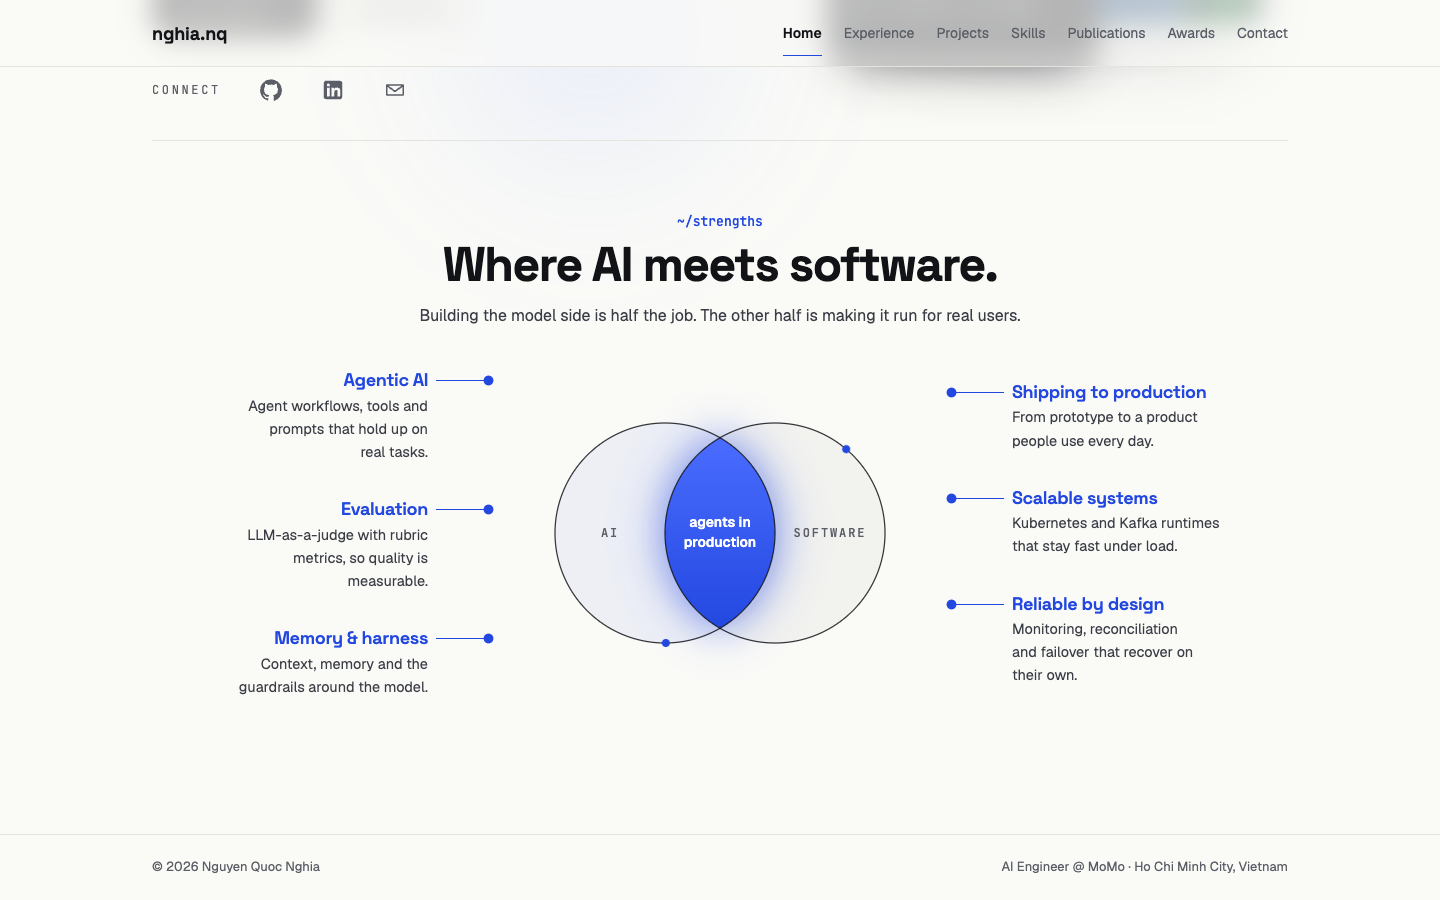 nghia.nq
Home Experience Projects Skills Publications Awards Contact
CONNECT
~/strengths
Where AI meets software.
Building the model side is half the job. The other half is making it run for real users.
Agentic AI
Agent workflows, tools and
prompts that hold up on
real tasks.
Evaluation
LLM-as-a-judge with rubric
metrics, so quality is
measurable.
Memory & harness
Context, memory and the
guardrails around the model.
AI
agents in
production
SOFTWARE
Shipping to production
From prototype to a product
people use every day.
Scalable systems
Kubernetes and Kafka runtimes
that stay fast under load.
Reliable by design
Monitoring, reconciliation
and failover that recover on
their own.
© 2026 Nguyen Quoc Nghia
AI Engineer @ MoMo · Ho Chi Minh City, Vietnam